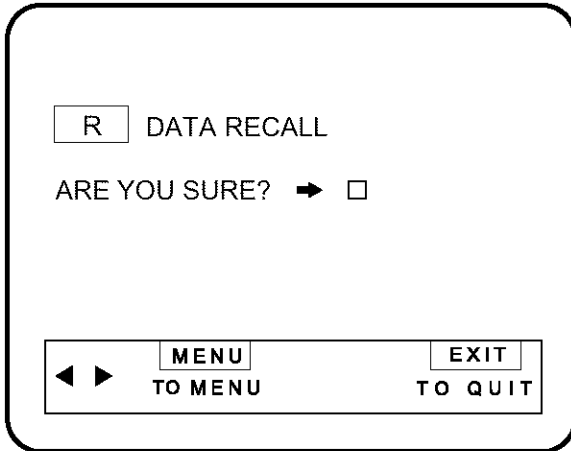 R DATA RECALL
ARE YOU SURE? ➡ □
◀ ▶ MENU EXIT
TO MENU TO QUIT